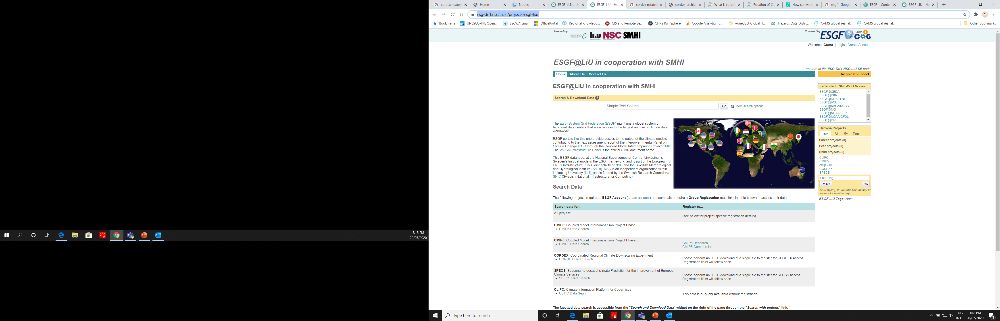 3:18 PM
20/07/2020
cordex history
Home
Nodes
ESGF-LLNL - H
ESGF-LIU - Ho
cordex rotated
cordex_archive
What is rotate
Rotation of Co
How can we r
esgf - Google
ESGF – Cordex
ESGF-LIU - Ho
esg-dn1.nsc.liu.se/projects/esgf-liu/
Bookmarks
UNESCO-IHE Open...
ESCWA Email
OfficePortal
Regional Knowledg...
GIS and Remote Se...
CHRS RainSphere
Google Analytics R...
Aqueduct Global Fl...
EE Hazards Data Distri...
CAMS global reanal...
CAMS global reanal...
Other bookmarks
Hosted by
is-enes li.u NSC SMHI
Powered by
ESGF and COG
Welcome, Guest. | Login | Create Account
ESGF@LiU in cooperation with SMHI
You are at the ESG-DN1.NSC.LIU.SE node
Home About Us Contact Us
Technical Support
ESGF@LiU in cooperation with SMHI
Search & Download Data ?
Simple Text Search
Go
More search options
The Earth System Grid Federation (ESGF) maintains a global system of
federated data centers that allow access to the largest archive of climate data
world-wide.
ESGF portals like this one provide access to the output of the climate models
contributing to the next assessment report of the Intergovernmental Panel on
Climate Change IPCC through the Coupled Model Intercomparion Project CMIP.
The WGCM Infrastructure Panel is the official CMIP document home.
This ESGF datanode, at the National Supercomputer Centre, Linköping, is
Sweden's first datanode in the ESGF framework, and is part of the European IS-
ENES Infrastructure. It is a joint activity of NSC and the Swedish Meteorological
and Hydrological Institute (SMHI). NSC is an independent organization within
Linköping University (LiU), and is funded by the Swedish Research Council via
SNIC (Swedish National Infrastructure for Computing).
Search Data
The following projects require an ESGF Account (create account) and some also require a Group Registration (see links in table below) to access their data.
Search data for... Register to...
All project
(see below for project-specific registration details)
CMIP6: Coupled Model Intercomparison Project Phase 6
• CMIP6 Data Search
CMIP5: Coupled Model Intercomparison Project Phase 5
• CMIP5 Data Search
CMIP5 Research
CMIP5 Commercial
CORDEX: Coordinated Regional Climate Downscaling Experiment
• CORDEX Data Search
Please perform an HTTP download of a single file to register for CORDEX access.
Registration links will follow soon.
SPECS: Seasonal-to-decadal climate Prediction for the improvement of European
Climate Services
• SPECS Data Search
Please perform an HTTP download of a single file to register for SPECS access.
Registration links will follow soon.
CLIPC: Climate Information Platform for Copernicus
• CLIPC Data Search
This data is publicly available without registration.
The facetted data search is accessible from the "Search and Download Data" widget on the right of the page through the "Search with options" link.
Federated ESGF-CoG Nodes
ESGF@CEDA
ESGF@DKRZ
ESGF@DOE/LLNL
ESGF@IPSL
ESGF@NASA/NCCS
ESGF@NCI
ESGF@NOAA/ESRL
ESGF@NOAA/GFDL
ESGF@PIK
Browse Projects
This All My Tags
Parent projects (0)
Peer projects (0)
Child projects (5)
CLIPC
CMIP5
cmip6-liu
CORDEX
SPECS
Enter Tag
Reset
Go
Start typing, or use the 'Delete' key to
show all available tags.
ESGF-LIU Tags: None
Type here to search
ENG
INTL
3:18 PM
20/07/2020
15